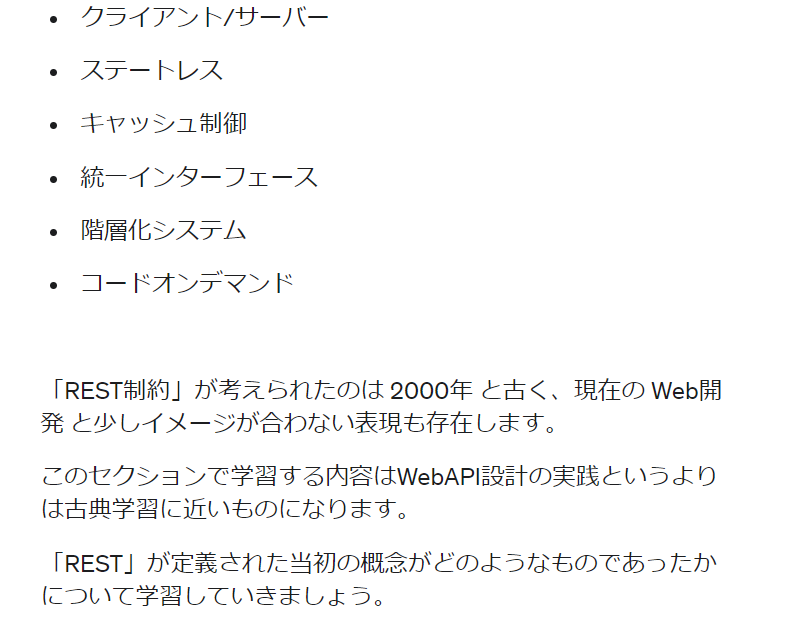 • クライアント/サーバー
• ステートレス
• キャッシュ制御
• 統一インターフェース
• 階層化システム
• コードオンデマンド
「REST制約」が考えられたのは 2000年 と古く、現在の Web開
発 と少しイメージが合わない表現も存在します。
このセクションで学習する内容はWebAPI設計の実践というより
は古典学習に近いものになります。
「REST」が定義された当初の概念がどのようなものであったか
について学習していきましょう。